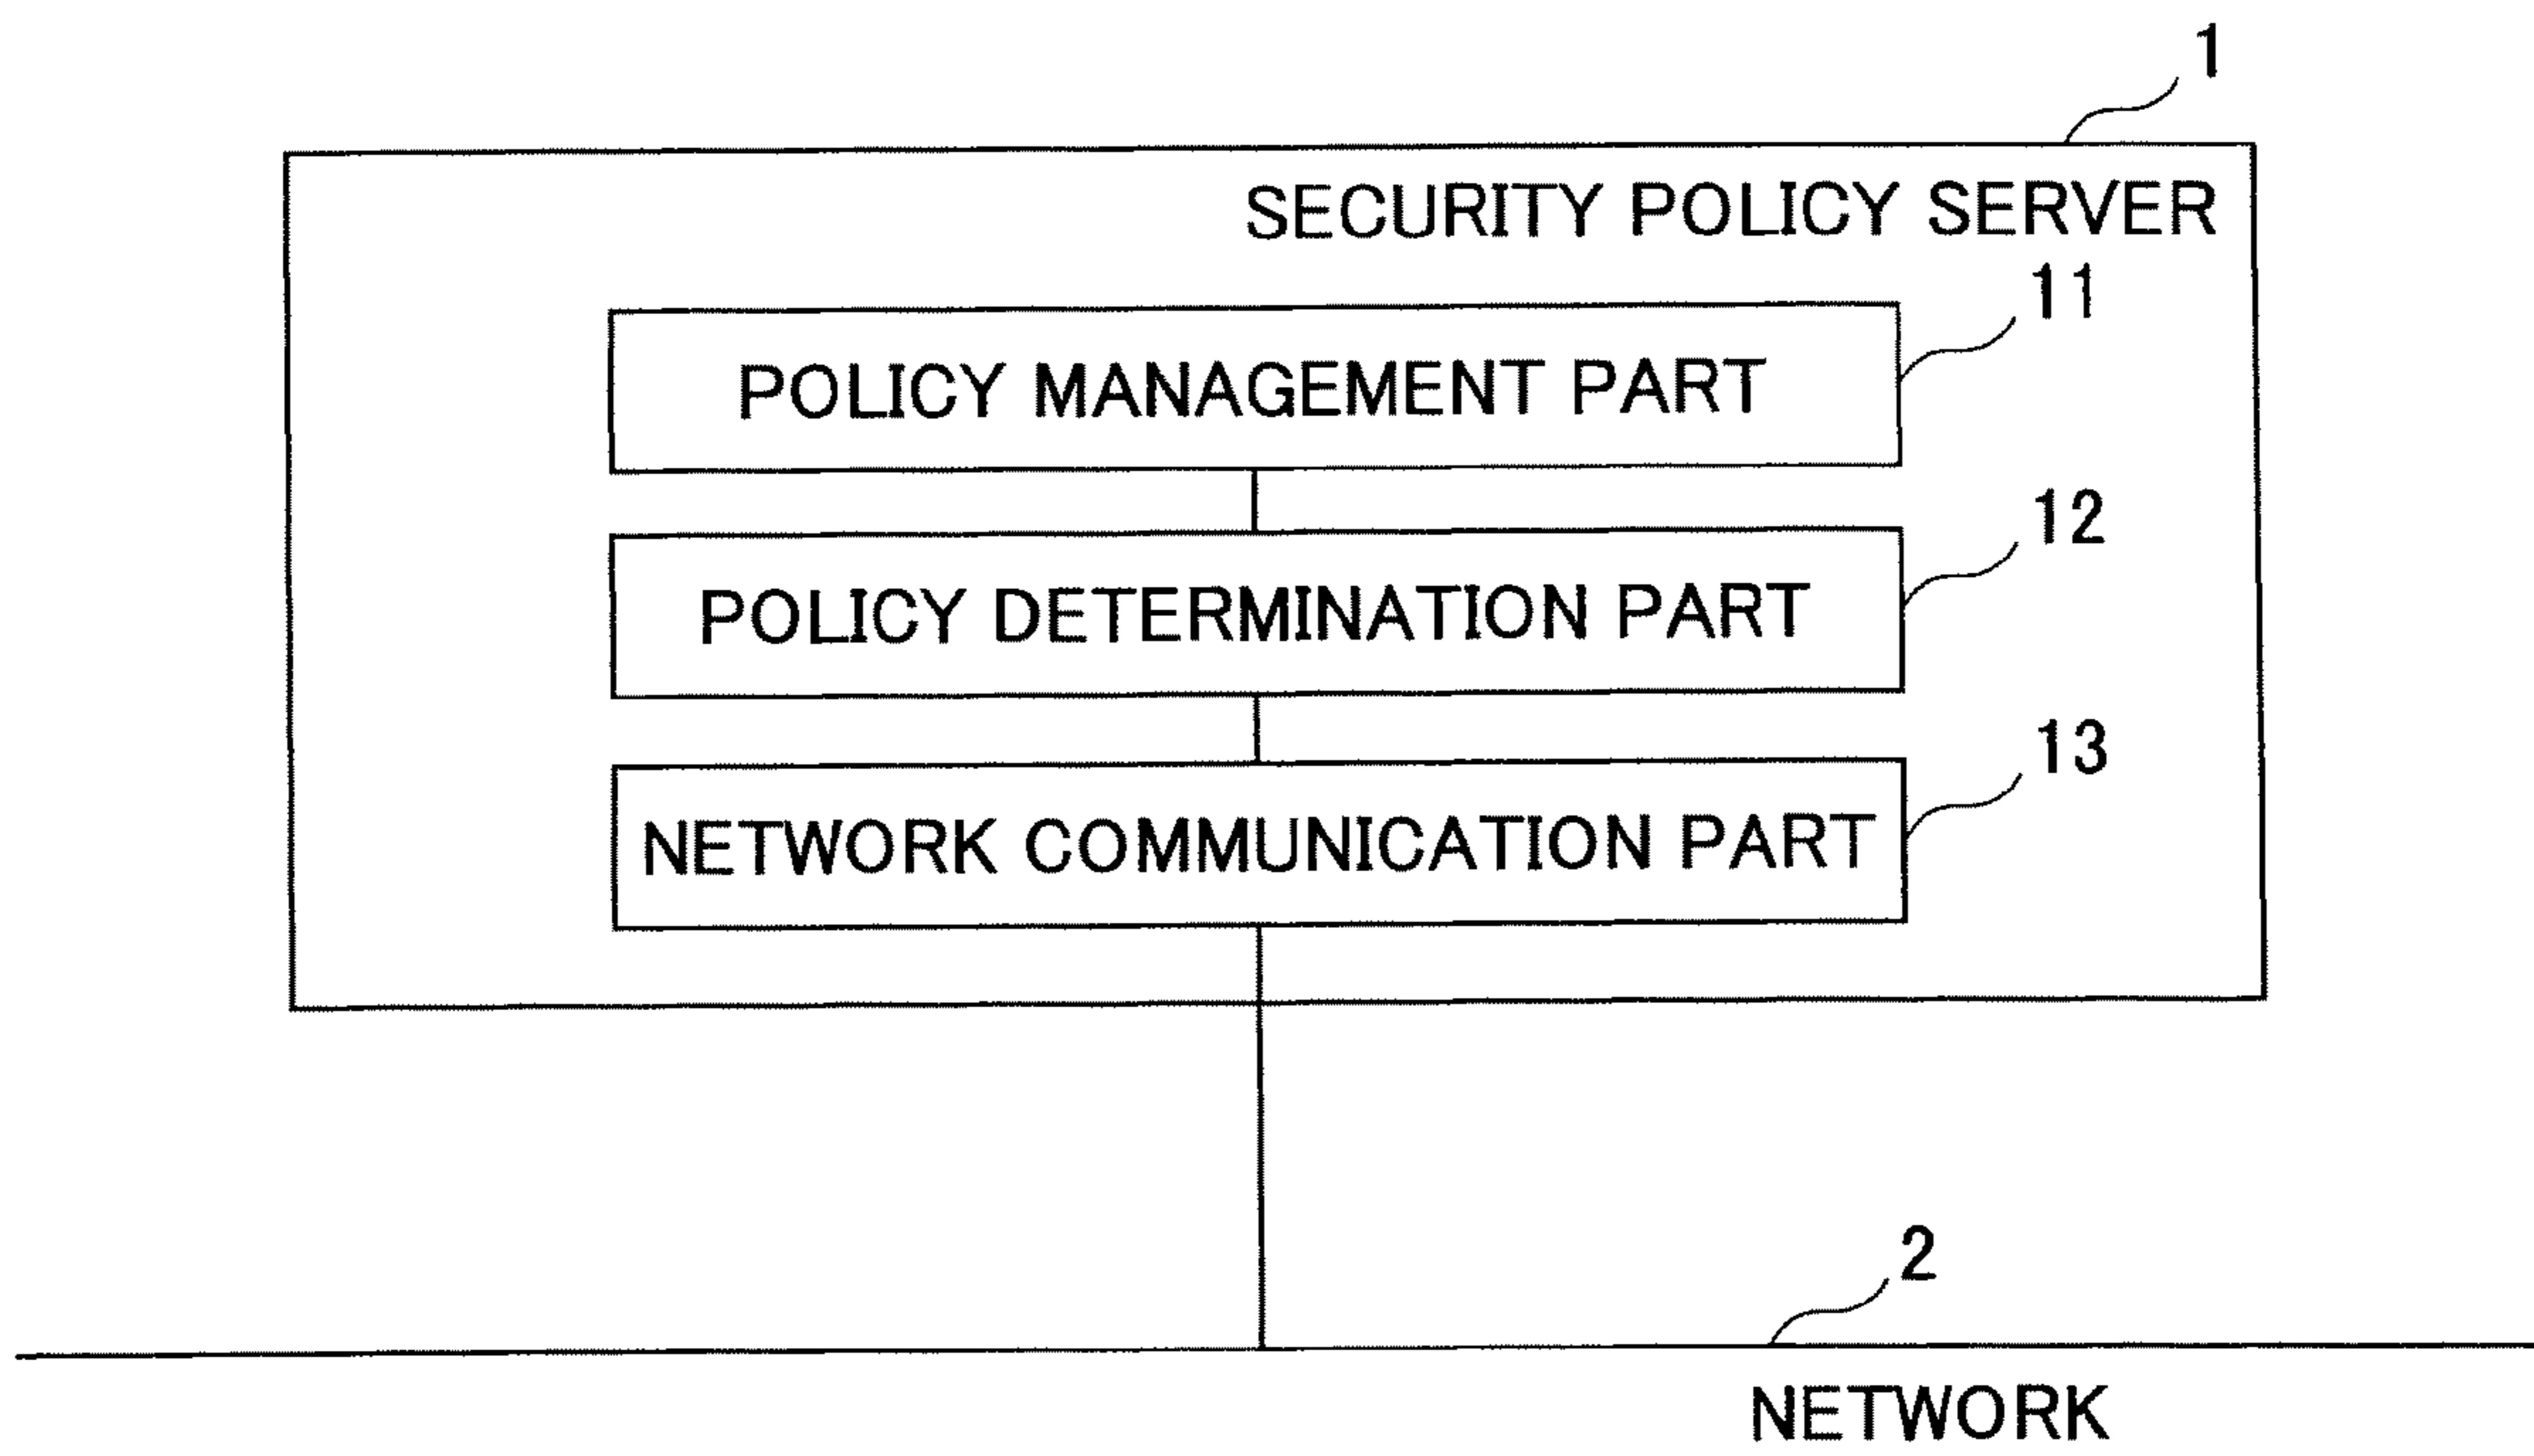 1
SECURITY POLICY SERVER
11
POLICY MANAGEMENT PART
12
POLICY DETERMINATION PART
13
NETWORK COMMUNICATION PART
2
NETWORK